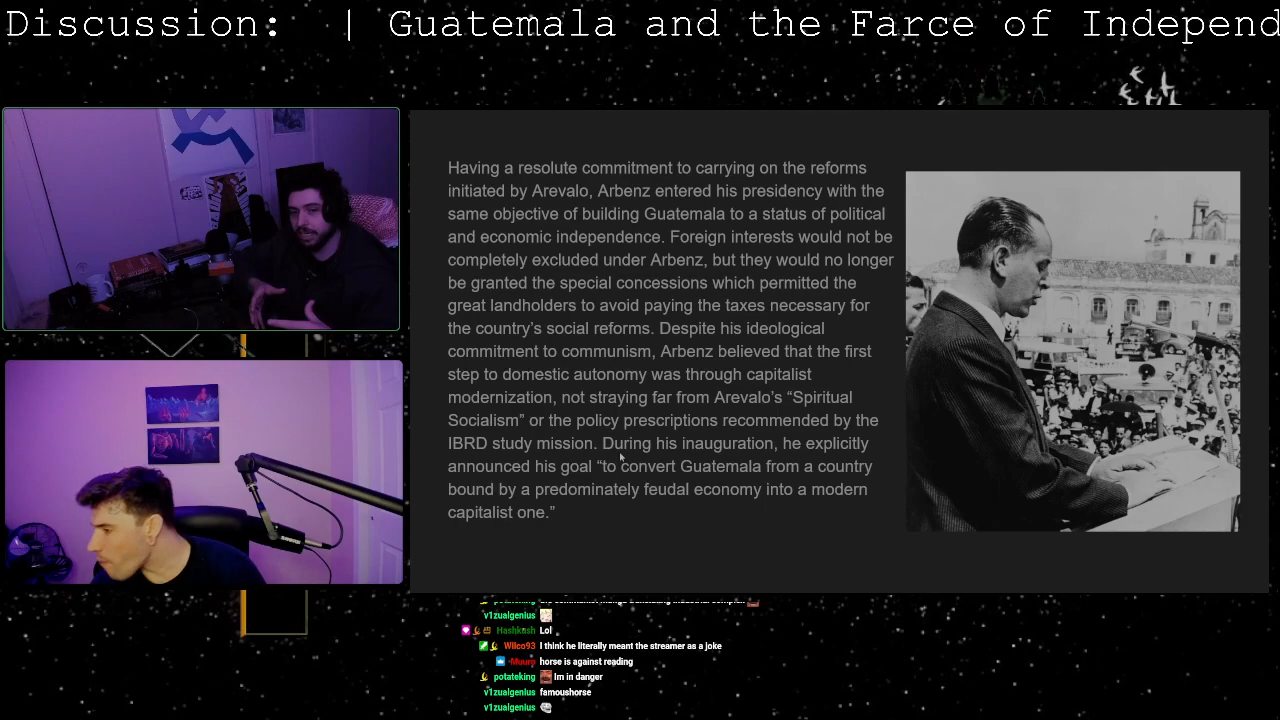 Discussion:  | Guatemala and the Farce of Independ
Having a resolute commitment to carrying on the reforms
initiated by Arevalo, Arbenz entered his presidency with the
same objective of building Guatemala to a status of political
and economic independence. Foreign interests would not be
completely excluded under Arbenz, but they would no longer
be granted the special concessions which permitted the
great landholders to avoid paying the taxes necessary for
the country’s social reforms. Despite his ideological
commitment to communism, Arbenz believed that the first
step to domestic autonomy was through capitalist
modernization, not straying far from Arevalo’s “Spiritual
Socialism” or the policy prescriptions recommended by the
IBRD study mission. During his inauguration, he explicitly
announced his goal “to convert Guatemala from a country
bound by a predominately feudal economy into a modern
capitalist one.”
v1zualgenius
Hashkush Lol
Wilco93 I think he literally meant the streamer as a joke
horse is against reading
potateking Im in danger
v1zualgenius famoushorse
v1zualgenius